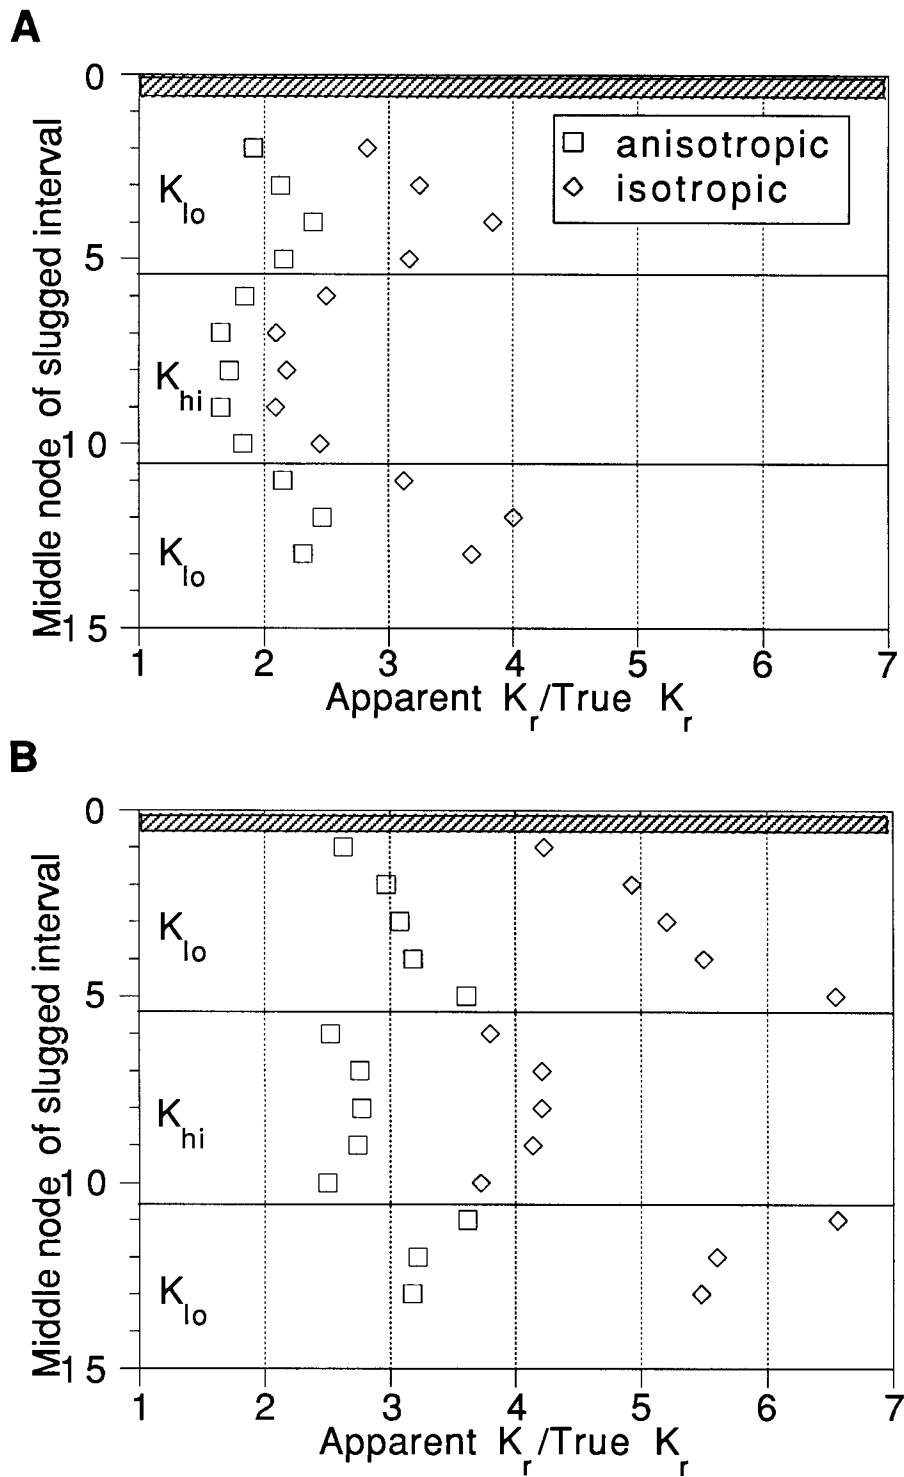 A
0
anisotropic
isotropic
K lo
5
K hi
10
K lo
15
1 2 3 4 5 6 7
Middle node of slugged interval
Apparent K r/True K r
B
0
K lo
5
K hi
10
K lo
15
1 2 3 4 5 6 7
Middle node of slugged interval
Apparent K r/True K r